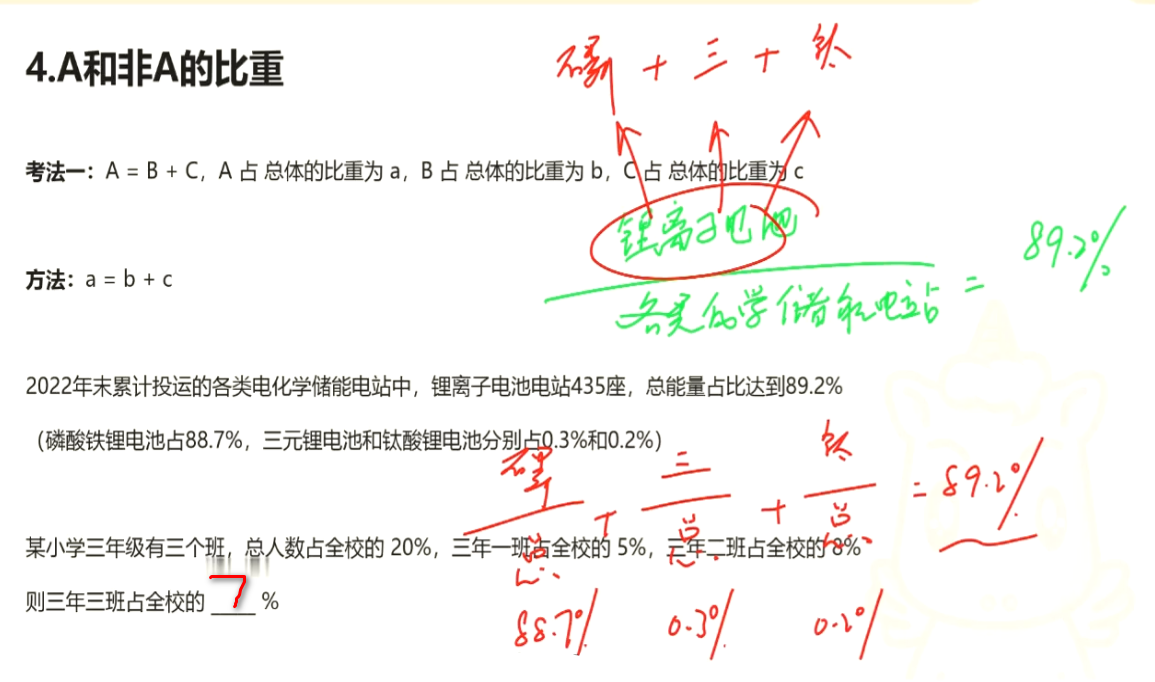 4.A和非A的比重
磷 + 三 + 钛
考法一：A = B + C，A 占 总体的比重为 a，B 占 总体的比重为 b，C 占 总体的比重为 c
锂离子电池
各类化学储能电站
= 89.2%
方法：a = b + c
2022年末累计投运的各类电化学储能电站中，锂离子电池电站435座，总能量占比达到89.2%
（磷酸铁锂电池占88.7%，三元锂电池和钛酸锂电池分别占0.3%和0.2%）
磷/总 + 三/总 + 钛/总 = 89.2%
某小学三年级有三个班，总人数占全校的 20%，三年一班占全校的 5%，三年二班占全校的 8%
则三年三班占全校的 7 %
88.7% 0.3% 0.2%